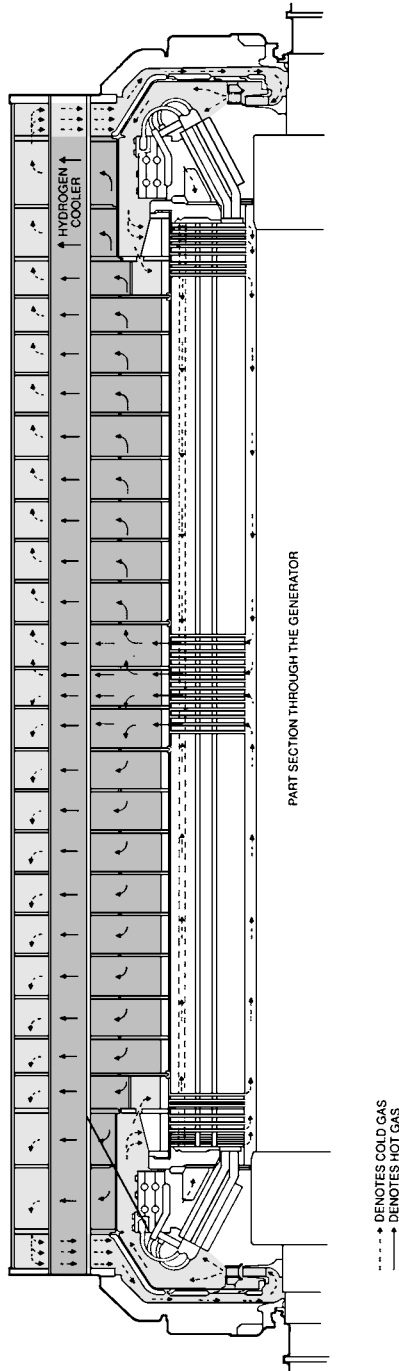 HYDROGEN
COOLER
PART SECTION THROUGH THE GENERATOR
DENOTES COLD GAS
DENOTES HOT GAS